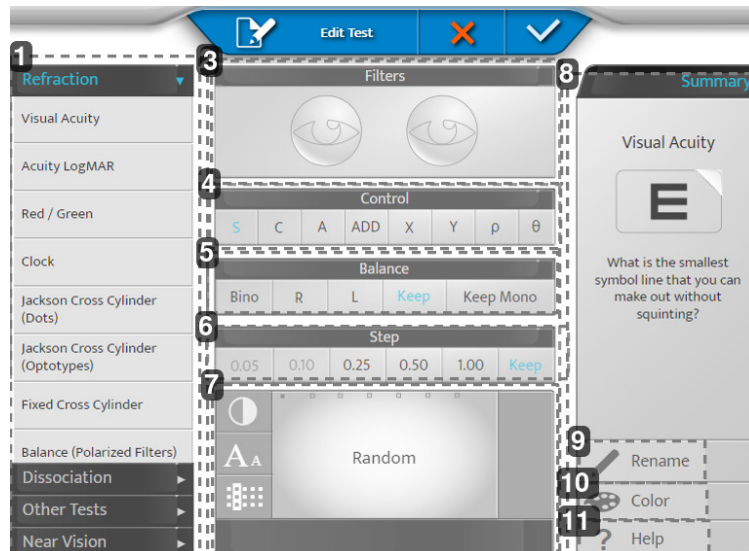 Edit Test
1
Refraction
Visual Acuity
Acuity LogMAR
Red / Green
Clock
Jackson Cross Cylinder
(Dots)
Jackson Cross Cylinder
(Optotypes)
Fixed Cross Cylinder
Balance (Polarized Filters)
Dissociation
Other Tests
Near Vision
3
Filters
4
Control
S C A ADD X Y ρ θ
5
Balance
Bino R L Keep Keep Mono
6
Step
0.05 0.10 0.25 0.50 1.00 Keep
7
A A
Random
8
Summary
Visual Acuity
E
What is the smallest
symbol line that you can
make out without
squinting?
9
Rename
10
Color
11
? Help